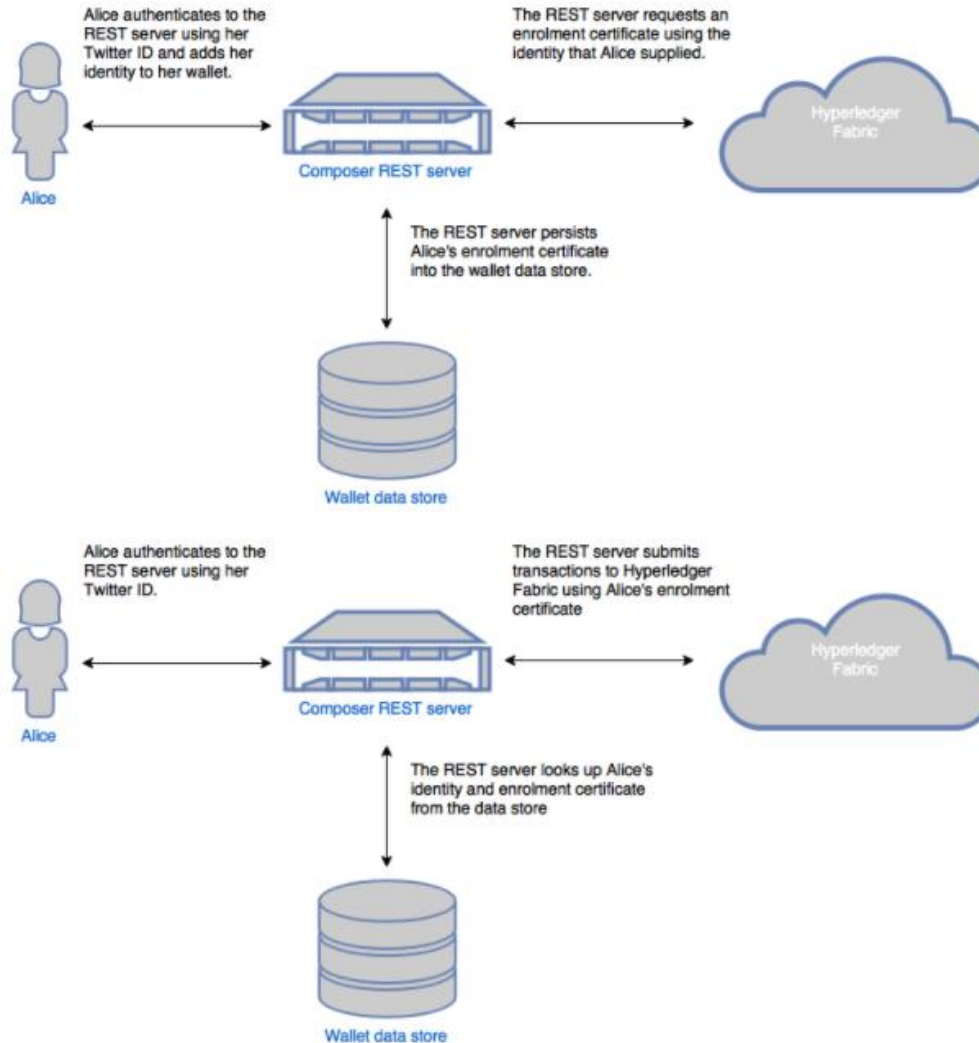 Alice authenticates to the
REST server using her
Twitter ID and adds her
identity to her wallet.
The REST server requests an
enrolment certificate using the
identity that Alice supplied.
Hyperledger
Fabric
Composer REST server
Alice
The REST server persists
Alice's enrolment certificate
into the wallet data store.
Wallet data store
Alice authenticates to the
REST server using her
Twitter ID.
The REST server submits
transactions to Hyperledger
Fabric using Alice's enrolment
certificate
Hyperledger
Fabric
Composer REST server
Alice
The REST server looks up Alice's
identity and enrolment certificate
from the data store
Wallet data store